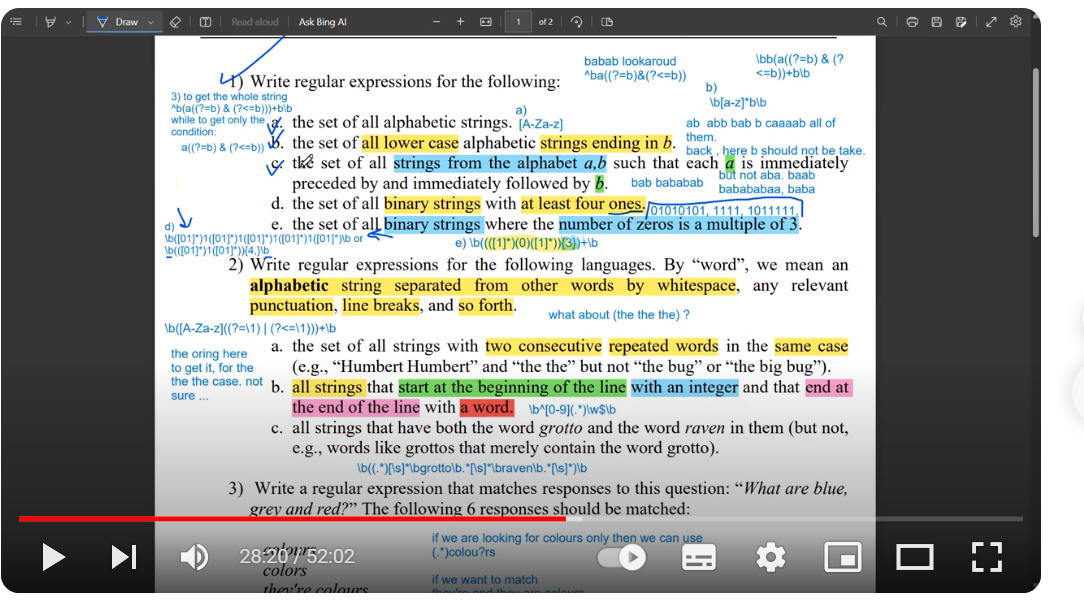 Draw
Read aloud
Ask Bing AI
1
of 2
babab lookaroud
^ba((?=b)&(?<=b))
\bb(a((?=b) & (?
<=b))+b\b
1) Write regular expressions for the following:
b)
\b[a-z]*b\b
3) to get the whole string
^b(a((?=b) & (?<=b)))+b\b
while to get only the
condition:
a((?=b) & (?<=b))
a)
a. the set of all alphabetic strings. [A-Za-z]
ab abb bab b caaaab all of
them.
b. the set of all lower case alphabetic strings ending in b.
back , here b should not be take.
c. the set of all strings from the alphabet a,b such that each a is immediately
preceded by and immediately followed by b.
bab bababab
but not aba. baab
babababaa, baba
d. the set of all binary strings with at least four ones.
01010101, 1111, 1011111,
e. the set of all binary strings where the number of zeros is a multiple of 3.
d)
\b([01]*)1([01]*)1([01]*)1([01]*)1([01]*)\b or
\b(([01]*)1([01]*)){4,}\b
e) \b((([1]*)(0)([1]*)){3})+\b
2) Write regular expressions for the following languages. By “word”, we mean an
alphabetic string separated from other words by whitespace, any relevant
punctuation, line breaks, and so forth.
what about (the the the) ?
\b([A-Za-z]((?=\1) | (?<=\1)))+\b
the oring here
to get it, for the
the the case. not
sure ...
a. the set of all strings with two consecutive repeated words in the same case
(e.g., “Humbert Humbert” and “the the” but not “the bug” or “the big bug”).
b. all strings that start at the beginning of the line with an integer and that end at
the end of the line with a word.
\b^[0-9](.*)\w$\b
c. all strings that have both the word grotto and the word raven in them (but not,
e.g., words like grottos that merely contain the word grotto).
\b((.*)[\s]*\bgrotto\b.*[\s]*\braven\b.*[\s]*)\b
3) Write a regular expression that matches responses to this question: “What are blue,
grey and red?” The following 6 responses should be matched:
if we are looking for colours only then we can use
(.*)colou?rs
colours
28:20 / 52:02
colors
if we want to match
they're colours
they're and they are colours